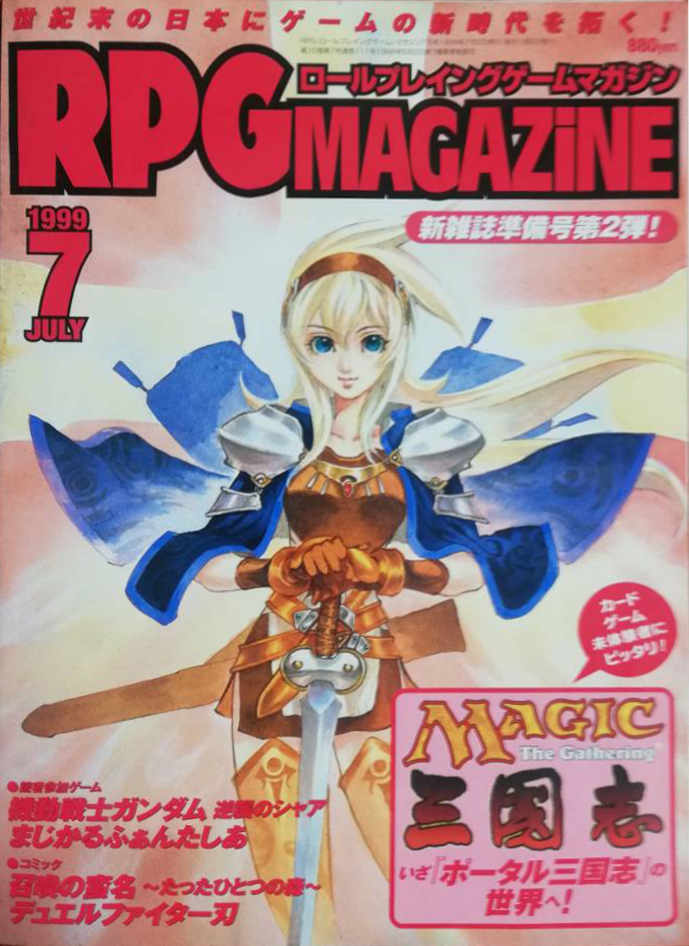 世紀末の日本にゲームの新時代を拓く!
880yen
ロールプレイングゲームマガジン
RPG MAGAZiNE
1999
7
JULY
新雑誌準備号第2弾!
カード
ゲーム
未体験者に
ピッタリ!
MAGIC
The Gathering®
三國志
いざ『ポータル三国志』の
世界へ!
●読者参加ゲーム
機動戦士ガンダム 逆襲のシャア
まじかるふぁんたしあ
●コミック
召喚の蛮名 〜たったひとつの〜
デュエルファイター刃